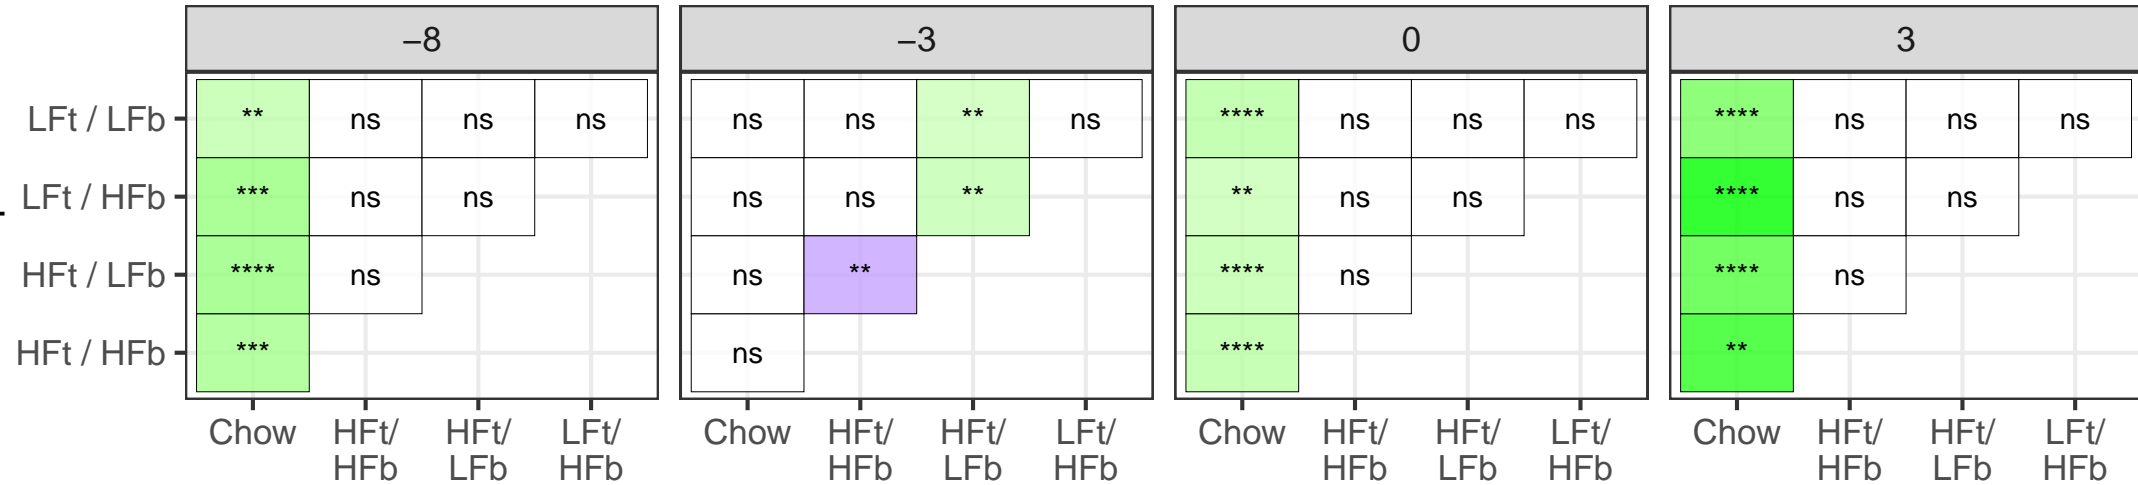 −8 −3 0 3
LFt / LFb ** ns ns ns ns ns ** ns **** ns ns ns **** ns ns ns
LFt / HFb *** ns ns ns ns ** ** ns ns **** ns ns
HFt / LFb **** ns ns ** **** ns **** ns
HFt / HFb *** ns **** **
Chow HFt/ HFt/ LFt/ Chow HFt/ HFt/ LFt/ Chow HFt/ HFt/ LFt/ Chow HFt/ HFt/ LFt/
HFb LFb HFb HFb LFb HFb HFb LFb HFb HFb LFb HFb